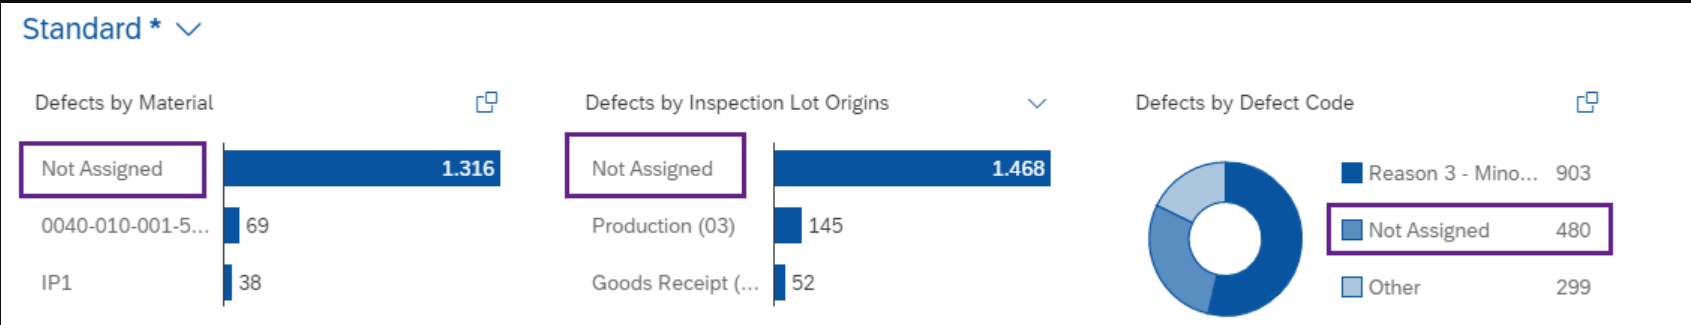 Standard *
Defects by Material
Not Assigned 1.316
0040-010-001-5... 69
IP1 38
Defects by Inspection Lot Origins
Not Assigned 1.468
Production (03) 145
Goods Receipt (... 52
Defects by Defect Code
Reason 3 - Mino... 903
Not Assigned 480
Other 299